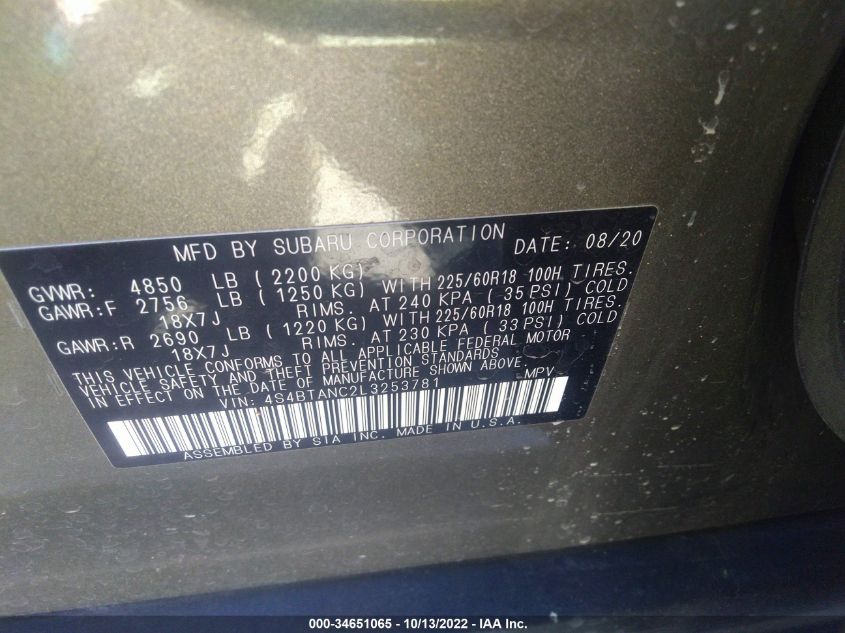 MFD BY SUBARU CORPORATION DATE: 08/20
GVWR: 4850 LB (2200 KG)
GAWR:F 2756 LB (1250 KG) WITH 225/60R18 100H TIRES.
18X7J RIMS. AT 240 KPA (35 PSI) COLD
GAWR:R 2690 LB (1220 KG) WITH 225/60R18 100H TIRES.
18X7J RIMS. AT 230 KPA (33 PSI) COLD
THIS VEHICLE CONFORMS TO ALL APPLICABLE FEDERAL MOTOR
VEHICLE SAFETY AND THEFT PREVENTION STANDARDS
IN EFFECT ON THE DATE OF MANUFACTURE SHOWN ABOVE.
VIN: 4S4BTANC2L3253781 MPV
ASSEMBLED BY SIA INC. MADE IN U.S.A.
000-34651065 - 10/13/2022 - IAA Inc.